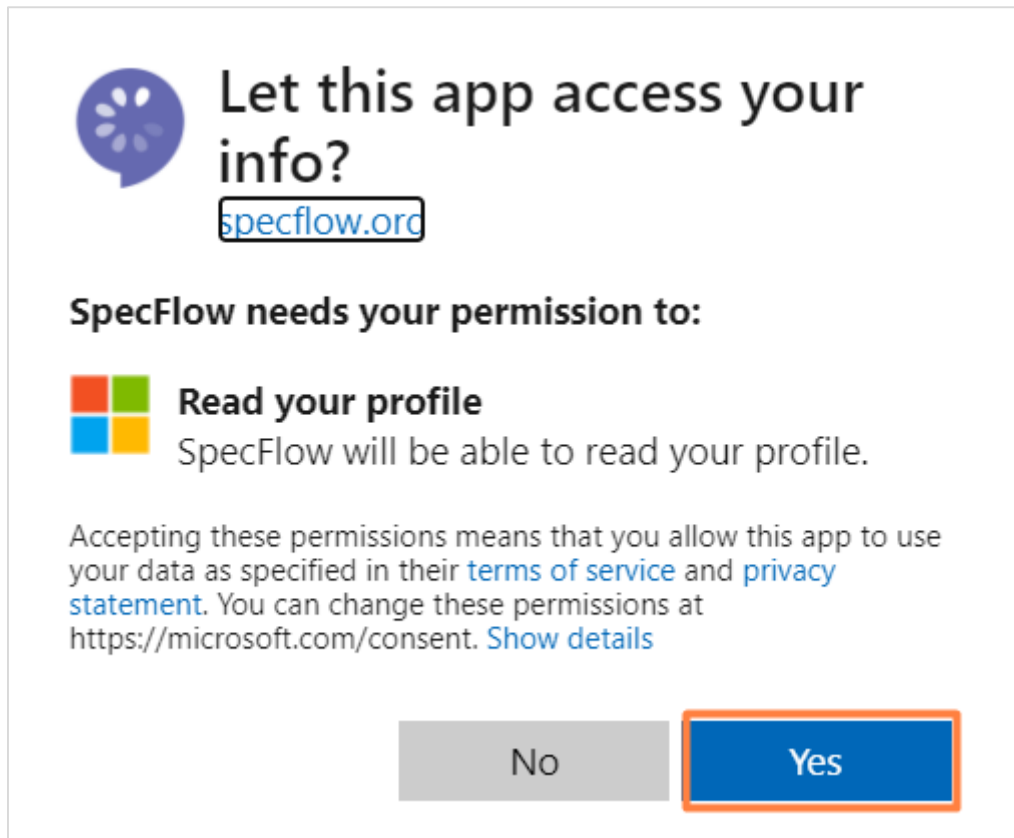 Let this app access your
info?
specflow.org
SpecFlow needs your permission to:
Read your profile
SpecFlow will be able to read your profile.
Accepting these permissions means that you allow this app to use
your data as specified in their terms of service and privacy
statement. You can change these permissions at
https://microsoft.com/consent. Show details
No
Yes